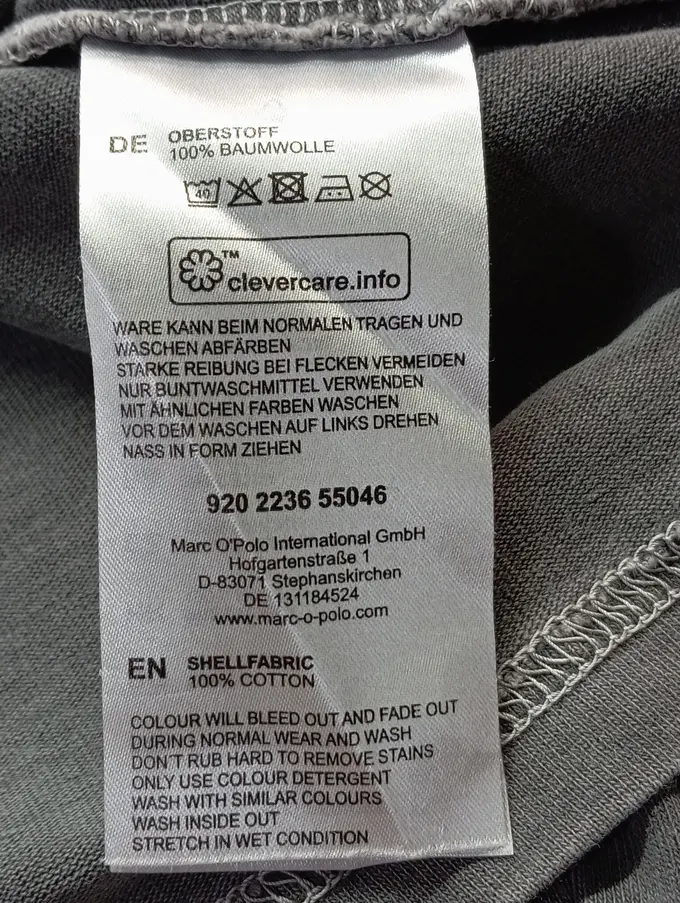 DE OBERSTOFF
100% BAUMWOLLE
40
™
clevercare.info
WARE KANN BEIM NORMALEN TRAGEN UND
WASCHEN ABFÄRBEN
STARKE REIBUNG BEI FLECKEN VERMEIDEN
NUR BUNTWASCHMITTEL VERWENDEN
MIT ÄHNLICHEN FARBEN WASCHEN
VOR DEM WASCHEN AUF LINKS DREHEN
NASS IN FORM ZIEHEN
920 2236 55046
Marc O'Polo International GmbH
Hofgartenstraße 1
D-83071 Stephanskirchen
DE 131184524
www.marc-o-polo.com
EN SHELLFABRIC
100% COTTON
COLOUR WILL BLEED OUT AND FADE OUT
DURING NORMAL WEAR AND WASH
DON'T RUB HARD TO REMOVE STAINS
ONLY USE COLOUR DETERGENT
WASH WITH SIMILAR COLOURS
WASH INSIDE OUT
STRETCH IN WET CONDITION